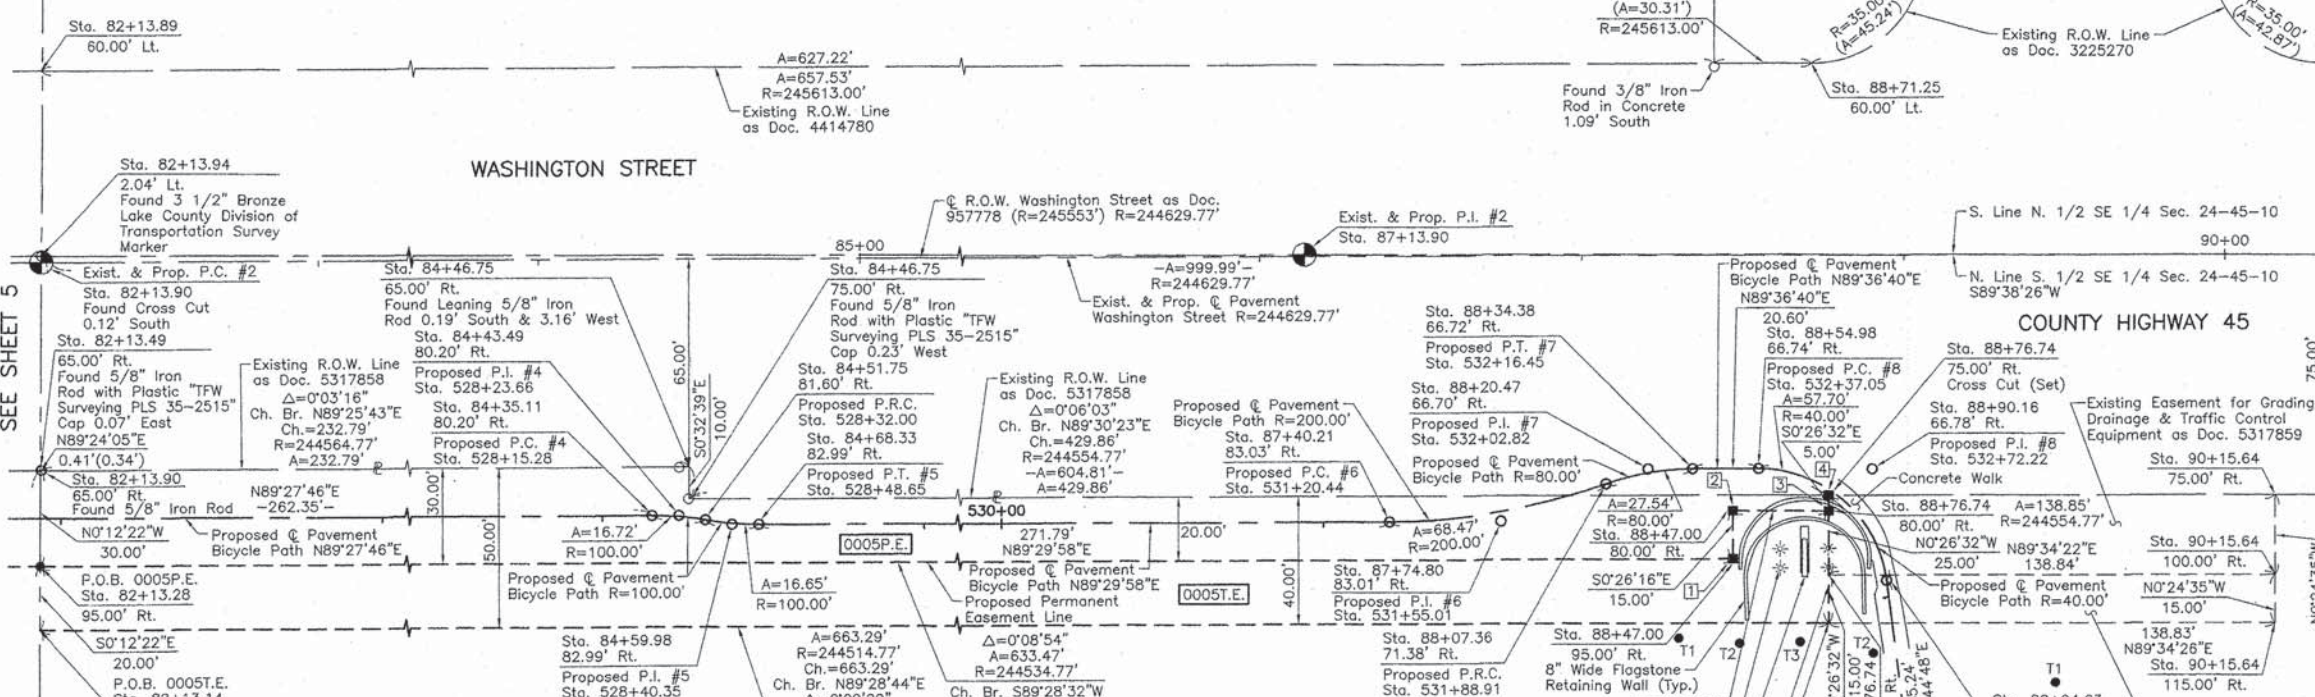 Sta. 82+13.89
60.00' Lt.
A=627.22'
A=657.53'
R=245613.00'
Existing R.O.W. Line
as Doc. 4414780
(A=30.31')
R=245613.00'
R=35.00'
(A=45.24')
Existing R.O.W. Line
as Doc. 3225270
R=35.00'
(A=42.87')
Found 3/8" Iron
Rod in Concrete
1.09' South
Sta. 88+71.25
60.00' Lt.
WASHINGTON STREET
Sta. 82+13.94
2.04' Lt.
Found 3 1/2" Bronze
Lake County Division of
Transportation Survey
Marker
℄ R.O.W. Washington Street as Doc.
957778 (R=245553') R=244629.77'
85+00
Exist. & Prop. P.I. #2
Sta. 87+13.90
S. Line N. 1/2 SE 1/4 Sec. 24-45-10
90+00
N. Line S. 1/2 SE 1/4 Sec. 24-45-10
S89°38'26"W
COUNTY HIGHWAY 45
SEE SHEET 5
Exist. & Prop. P.C. #2
Sta. 82+13.90
Found Cross Cut
0.12' South
Sta. 82+13.49
65.00' Rt.
Found 5/8" Iron
Rod with Plastic "TFW
Surveying PLS 35-2515"
Cap 0.07' East
N89°24'05"E
0.41'(0.34')
Sta. 82+13.90
65.00' Rt.
Found 5/8" Iron Rod
N0°12'22"W
30.00'
P.O.B. 0005P.E.
Sta. 82+13.28
95.00' Rt.
S0°12'22"E
20.00'
P.O.B. 0005T.E.
Existing R.O.W. Line
as Doc. 5317858
Δ=0°03'16"
Ch. Br. N89°25'43"E
Ch.=232.79'
R=244564.77'
A=232.79'
N89°27'46"E
-262.35'-
Proposed ℄ Pavement
Bicycle Path N89°27'46"E
Sta. 84+46.75
65.00' Rt.
Found Leaning 5/8" Iron
Rod 0.19' South & 3.16' West
Sta. 84+43.49
80.20' Rt.
Proposed P.I. #4
Sta. 528+23.66
Sta. 84+35.11
80.20' Rt.
Proposed P.C. #4
Sta. 528+15.28
30.00'
50.00'
A=16.72'
R=100.00'
Proposed ℄ Pavement
Bicycle Path R=100.00'
Sta. 84+59.98
82.99' Rt.
Proposed P.I. #5
Sta. 528+40.35
65.00'
S0°32'39"E
10.00'
Sta. 84+46.75
75.00' Rt.
Found 5/8" Iron
Rod with Plastic "TFW
Surveying PLS 35-2515"
Cap 0.23' West
Sta. 84+51.75
81.60' Rt.
Proposed P.R.C.
Sta. 528+32.00
Sta. 84+68.33
82.99' Rt.
Proposed P.T. #5
Sta. 528+48.65
0005P.E.
A=16.65'
R=100.00'
A=663.29'
R=244514.77'
Ch.=663.29'
Ch. Br. N89°28'44"E
-A=999.99'-
R=244629.77'
Exist. & Prop. ℄ Pavement
Washington Street R=244629.77'
Existing R.O.W. Line
as Doc. 5317858
Δ=0°06'03"
Ch. Br. N89°30'23"E
Ch.=429.86'
R=244554.77'
-A=604.81'-
A=429.86'
530+00
271.79'
N89°29'58"E
Proposed ℄ Pavement
Bicycle Path N89°29'58"E
Proposed Permanent
Easement Line
Δ=0°08'54"
A=633.47'
R=244534.77'
Ch. Br. S89°28'32"W
20.00'
0005T.E.
40.00'
Proposed ℄ Pavement
Bicycle Path R=200.00'
Sta. 87+40.21
83.03' Rt.
Proposed P.C. #6
Sta. 531+20.44
A=68.47'
R=200.00'
Sta. 87+74.80
83.01' Rt.
Proposed P.I. #6
Sta. 531+55.01
Sta. 88+07.36
71.38' Rt.
Proposed P.R.C.
Sta. 531+88.91
Sta. 88+34.38
66.72' Rt.
Proposed P.T. #7
Sta. 532+16.45
Sta. 88+20.47
66.70' Rt.
Proposed P.I. #7
Sta. 532+02.82
Proposed ℄ Pavement
Bicycle Path R=80.00'
A=27.54'
R=80.00'
Sta. 88+47.00
80.00' Rt.
S0°26'16"E
15.00'
Sta. 88+47.00
95.00' Rt.
8" Wide Flagstone
Retaining Wall (Typ.)
Proposed ℄ Pavement
Bicycle Path N89°36'40"E
N89°36'40"E
20.60'
Sta. 88+54.98
66.74' Rt.
Proposed P.C. #8
Sta. 532+37.05
A=57.70'
R=40.00'
S0°26'32"E
5.00'
1
2
3
4
T1
T2
T3
T2
T1
Sta. 88+76.74
75.00' Rt.
Cross Cut (Set)
Sta. 88+90.16
66.78' Rt.
Proposed P.I. #8
Sta. 532+72.22
Concrete Walk
Sta. 88+76.74
80.00' Rt.
N0°26'32"W
25.00'
A=138.85'
R=244554.77'
N89°34'22"E
138.84'
Proposed ℄ Pavement
Bicycle Path R=40.00'
Existing Easement for Grading
Drainage & Traffic Control
Equipment as Doc. 5317859
Sta. 90+15.64
75.00' Rt.
Sta. 90+15.64
100.00' Rt.
N0°24'35"W
15.00'
138.83'
N89°34'26"E
Sta. 90+15.64
115.00' Rt.
75.00'
15.00'